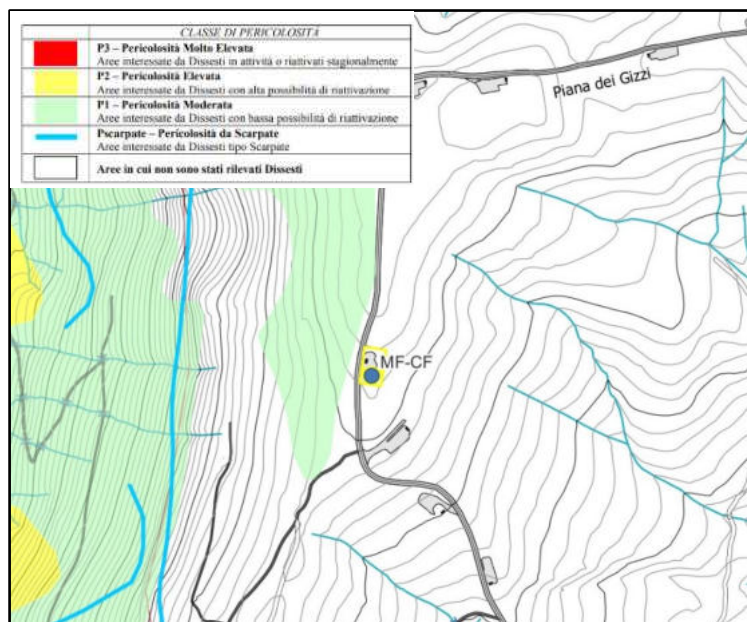 CLASSE DI PERICOLOSITÀ
P3 – Pericolosità Molto Elevata
Aree interessate da Dissesti in attività o riattivati stagionalmente
P2 – Pericolosità Elevata
Aree interessate da Dissesti con alta possibilità di riattivazione
P1 – Pericolosità Moderata
Aree interessate da Dissesti con bassa possibilità di riattivazione
Pscarpate – Pericolosità da Scarpate
Aree interessate da Dissesti tipo Scarpate
Aree in cui non sono stati rilevati Dissesti
Piana dei Gizzi
MF-CF